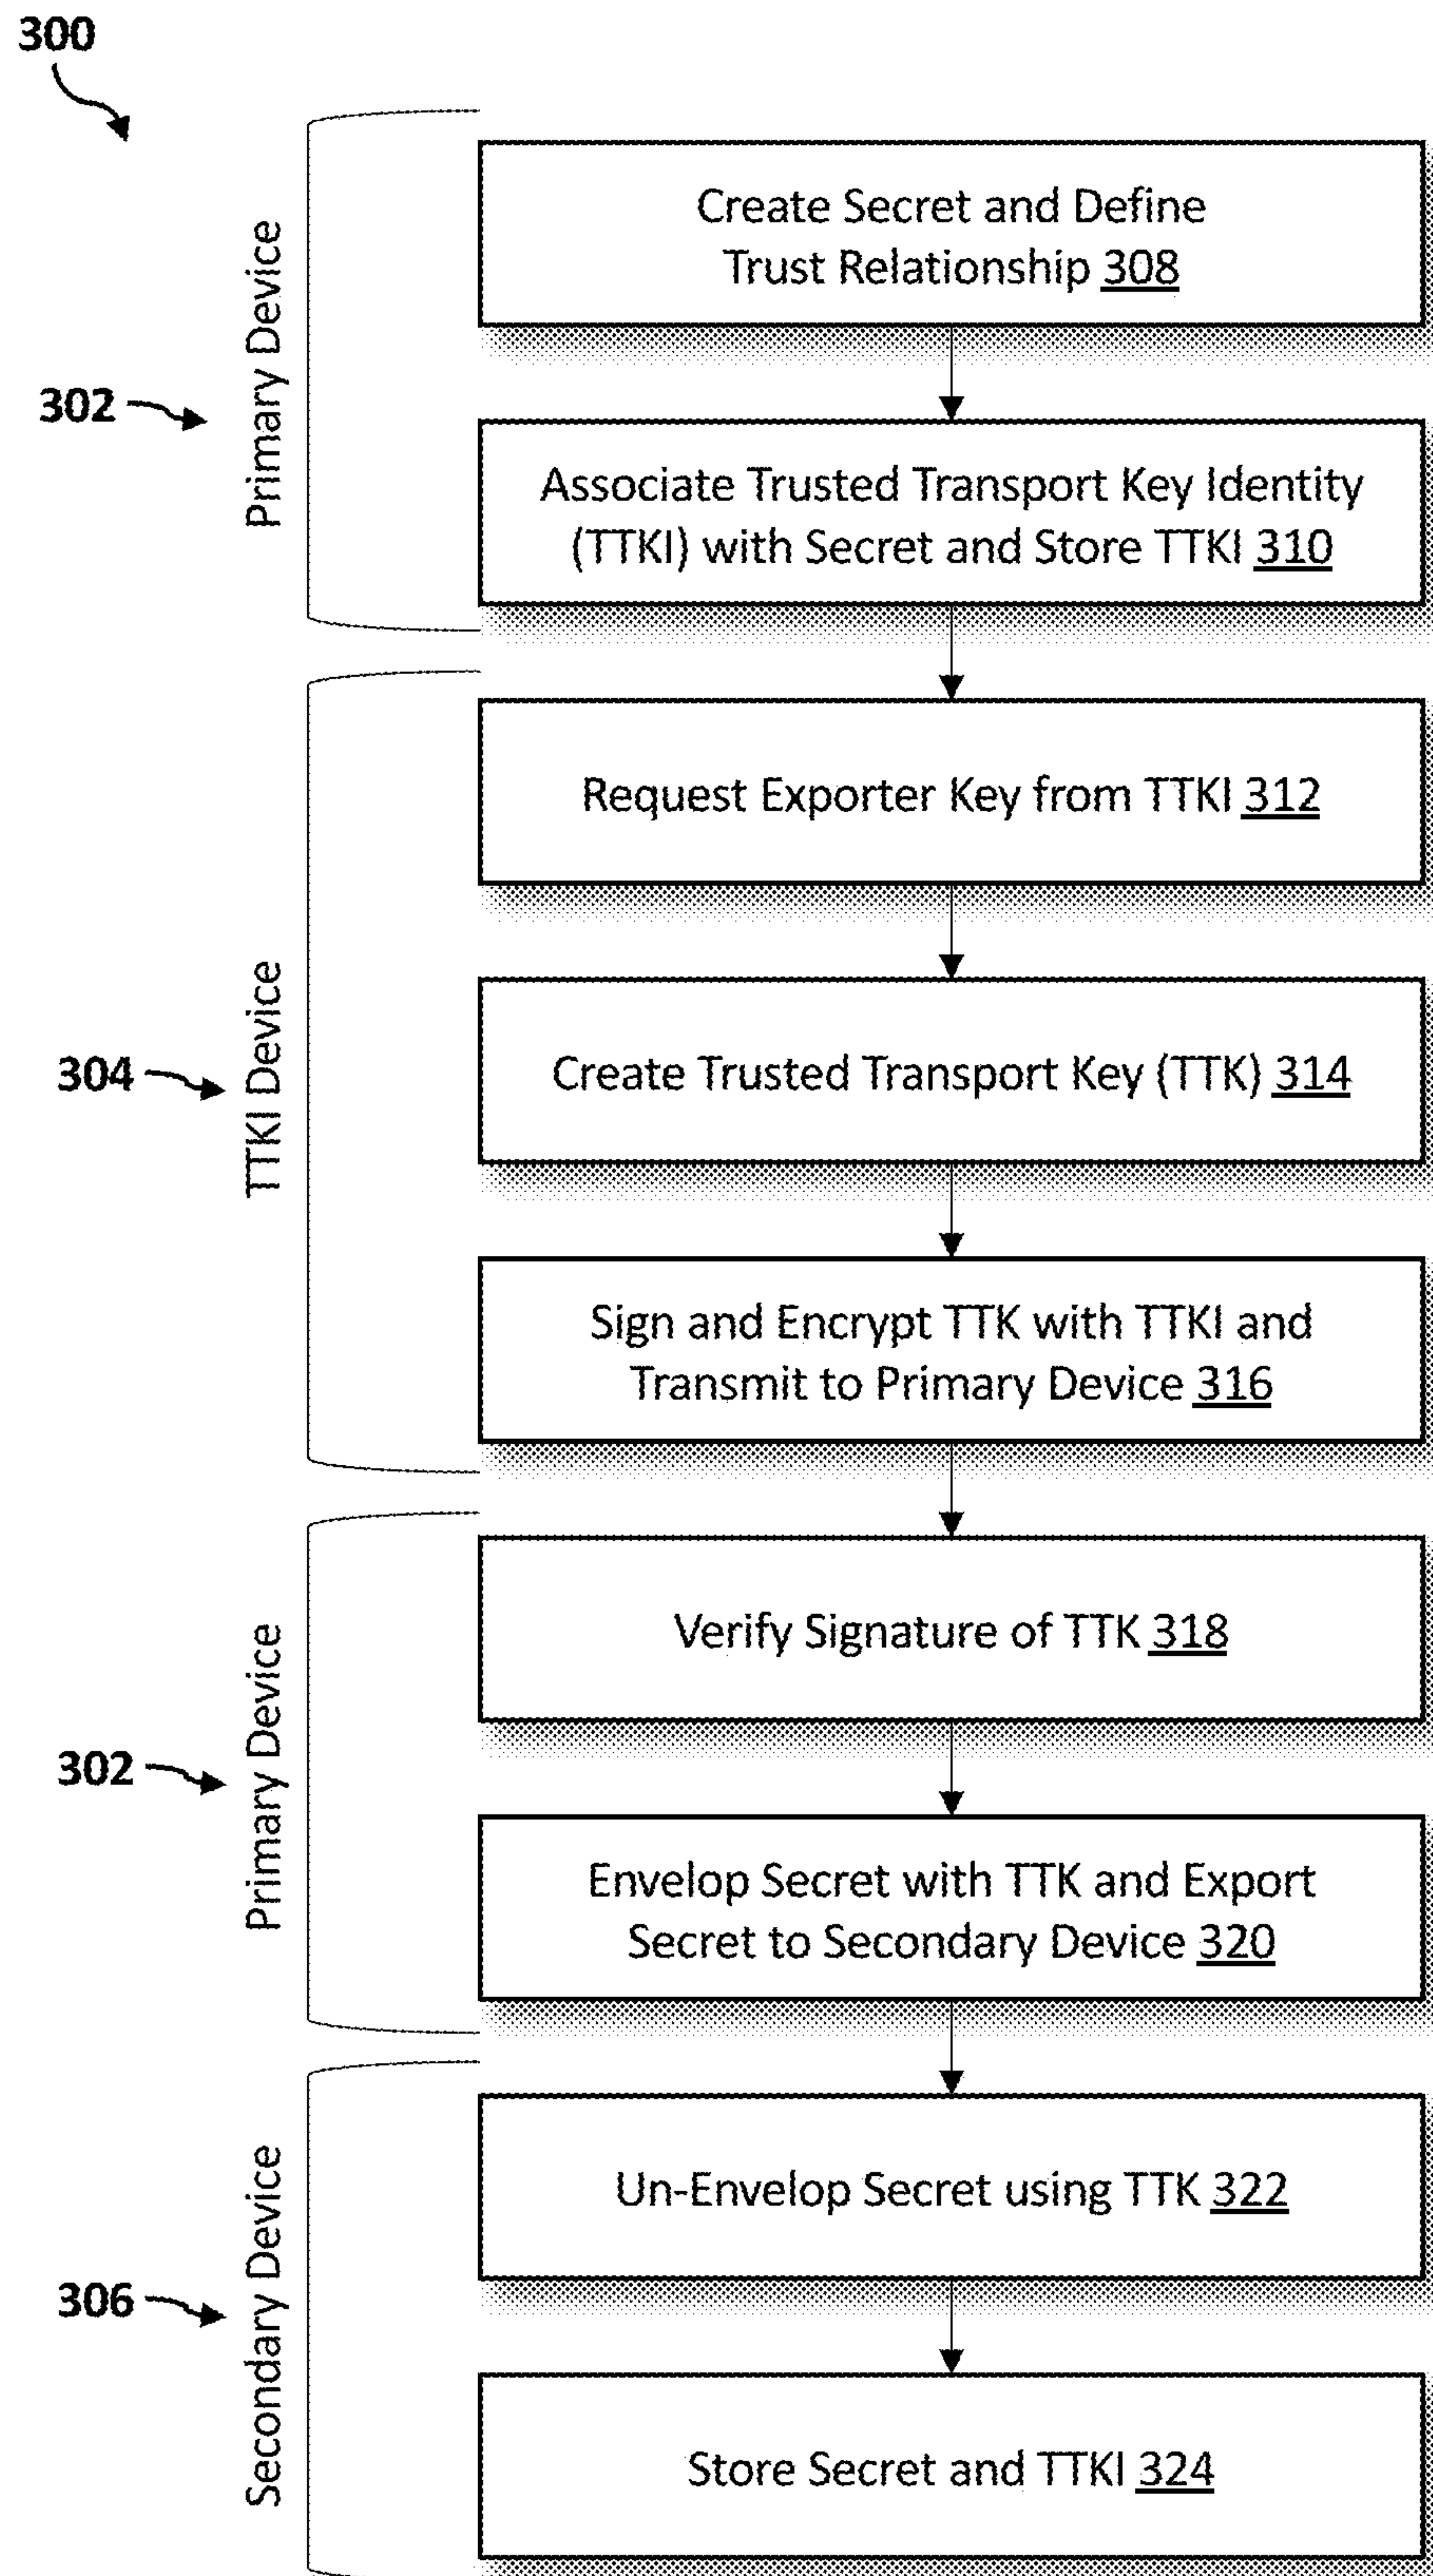 300
302
Primary Device
Create Secret and Define
Trust Relationship 308
Associate Trusted Transport Key Identity
(TTKI) with Secret and Store TTKI 310
304
TTKI Device
Request Exporter Key from TTKI 312
Create Trusted Transport Key (TTK) 314
Sign and Encrypt TTK with TTKI and
Transmit to Primary Device 316
302
Primary Device
Verify Signature of TTK 318
Envelop Secret with TTK and Export
Secret to Secondary Device 320
306
Secondary Device
Un-Envelop Secret using TTK 322
Store Secret and TTKI 324